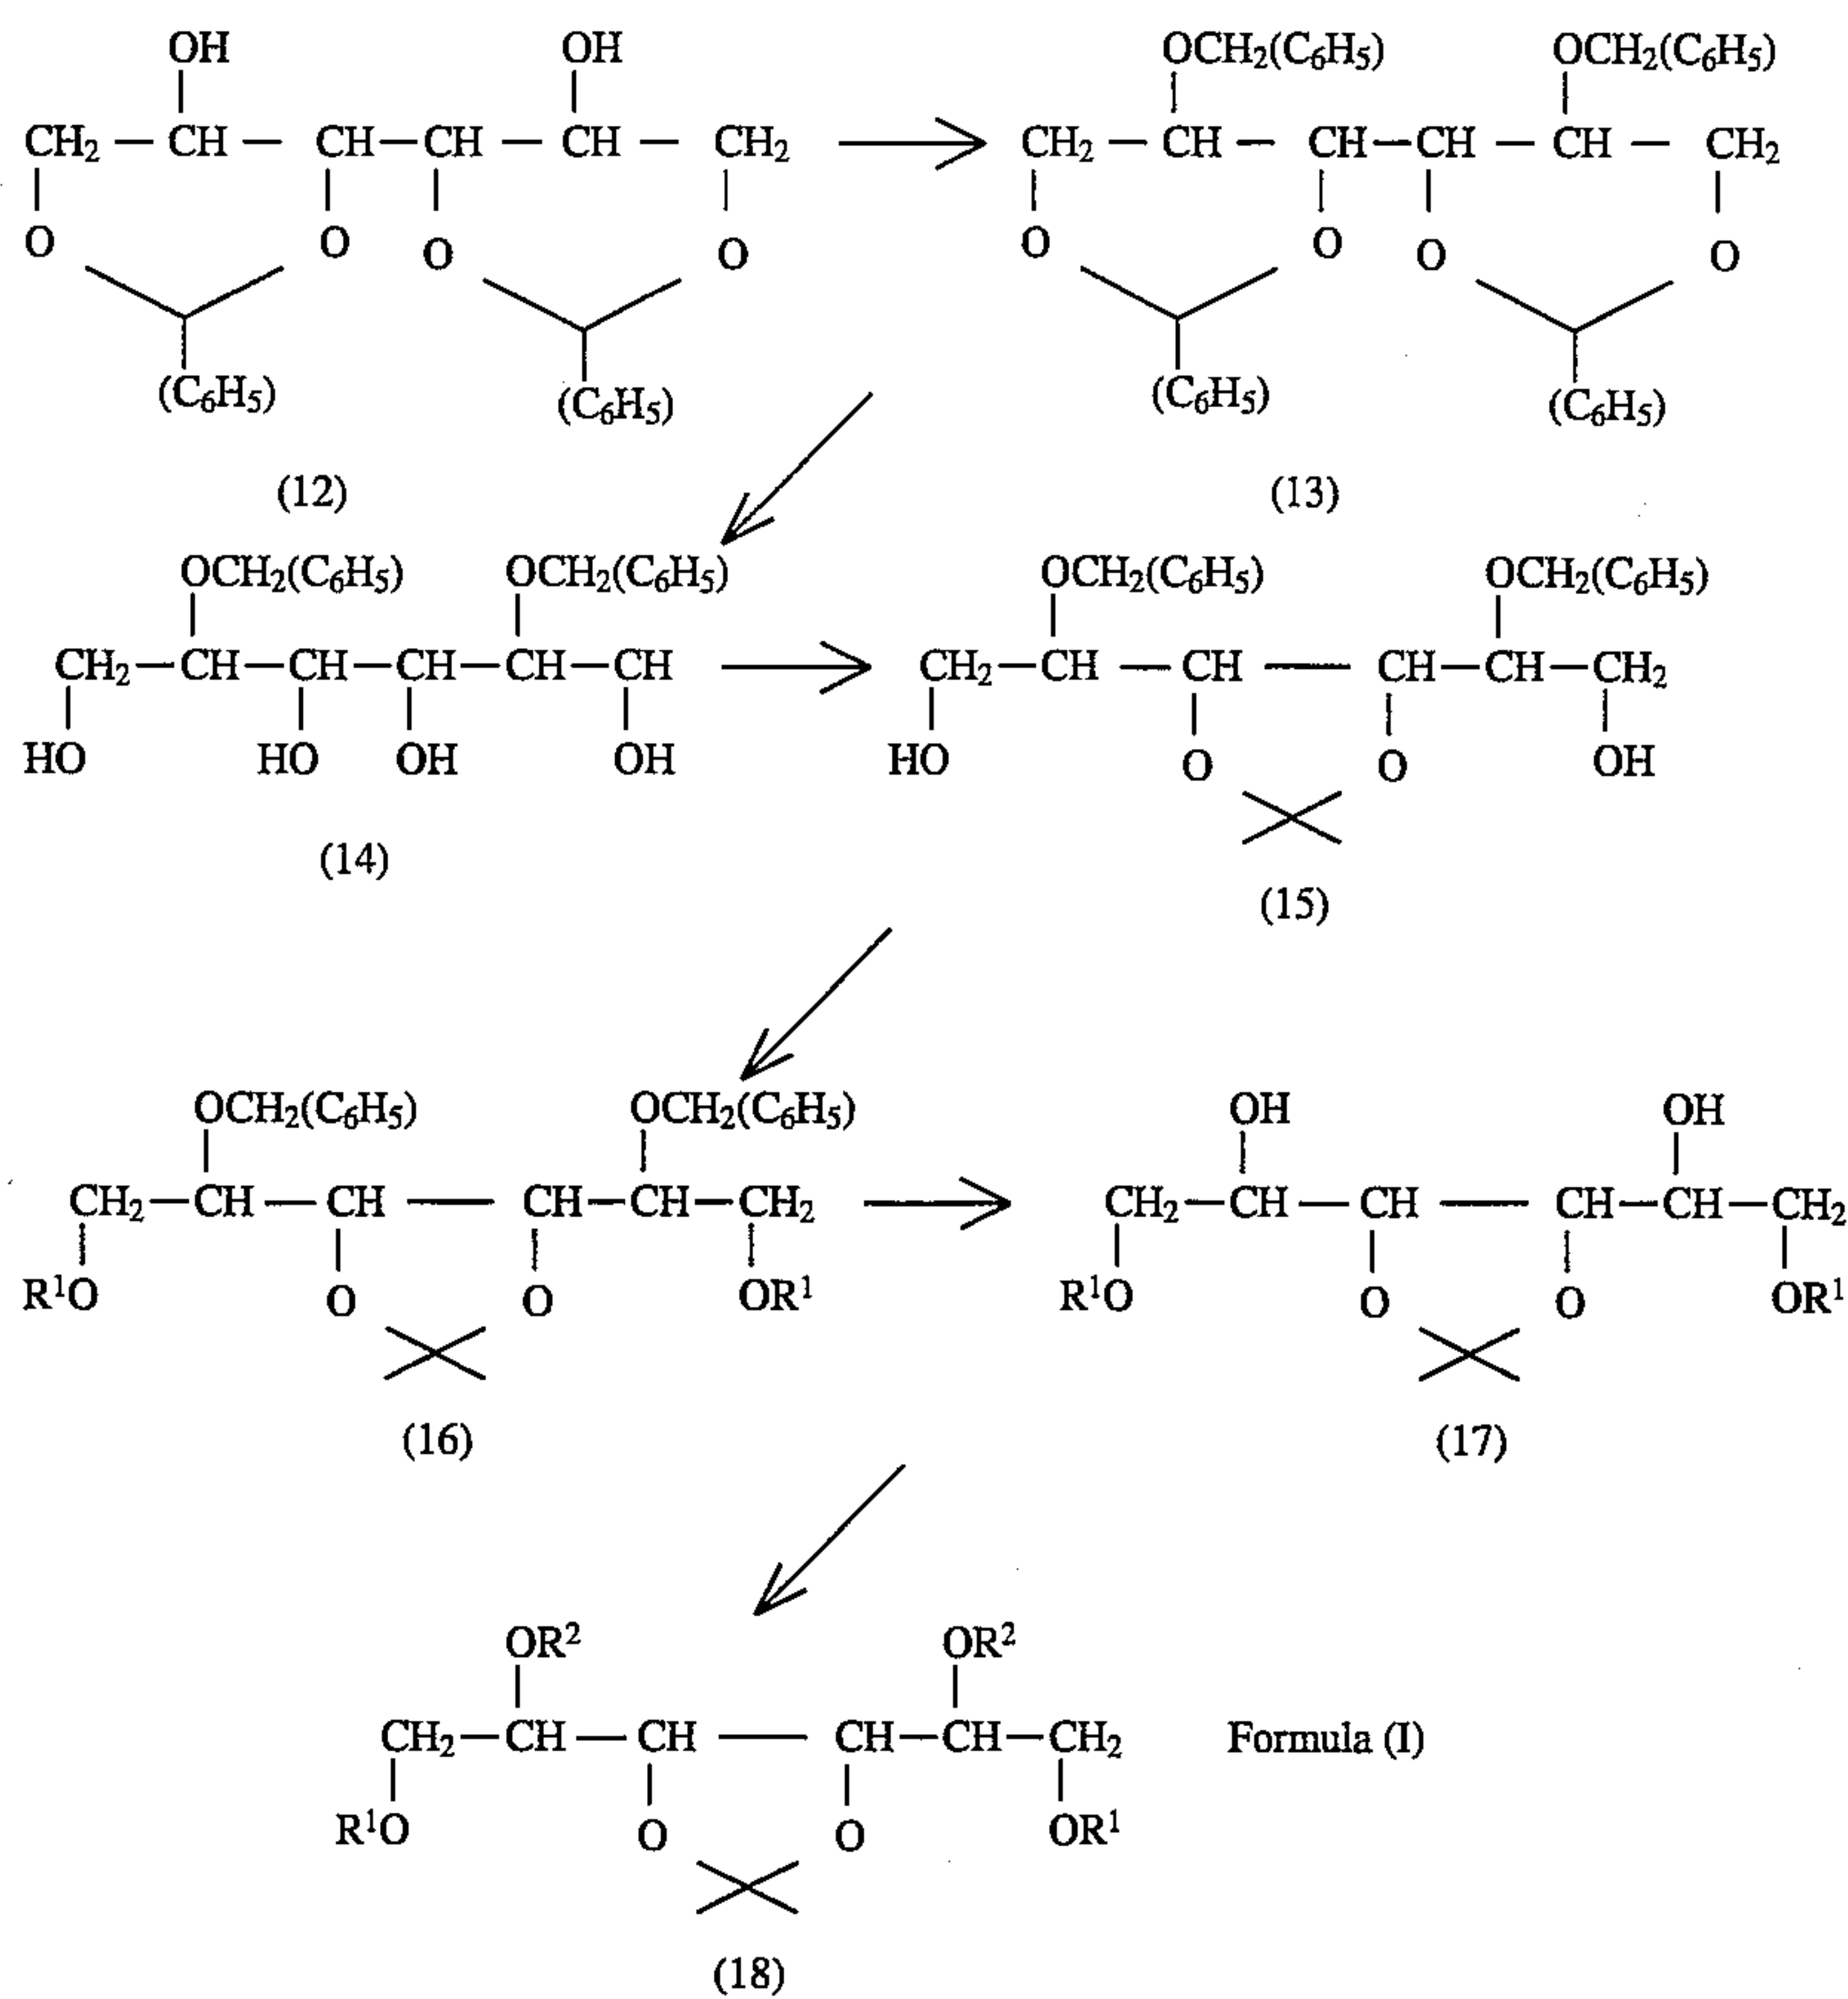 OH OH OCH₂(C₆H₅) OCH₂(C₆H₅)
CH₂ — CH — CH — CH — CH — CH₂ CH₂ — CH — CH — CH — CH — CH₂
O O O O O O O O
(C₆H₅) (C₆H₅) (C₆H₅) (C₆H₅)
(12) (13)
OCH₂(C₆H₅) OCH₂(C₆H₅) OCH₂(C₆H₅) OCH₂(C₆H₅)
CH₂—CH—CH—CH—CH—CH CH₂—CH — CH — CH—CH—CH₂
HO HO OH OH HO O O OH
(14) (15)
OCH₂(C₆H₅) OCH₂(C₆H₅) OH OH
CH₂—CH—CH — CH—CH—CH₂ CH₂—CH—CH — CH—CH—CH₂
R¹O O O OR¹ R¹O O O OR¹
(16) (17)
OR² OR²
CH₂—CH—CH — CH—CH—CH₂ Formula (I)
R¹O O O OR¹
(18)